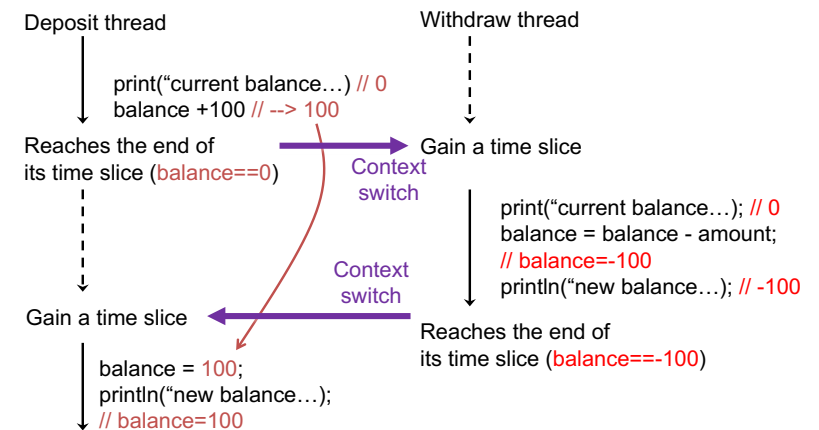 Deposit thread
Withdraw thread
print(“current balance…) // 0
balance +100 // --> 100
Reaches the end of
its time slice (balance==0)
Context
switch
Gain a time slice
print(“current balance…); // 0
balance = balance - amount;
// balance=-100
println(“new balance…); // -100
Context
switch
Gain a time slice
Reaches the end of
its time slice (balance==-100)
balance = 100;
println(“new balance…);
// balance=100